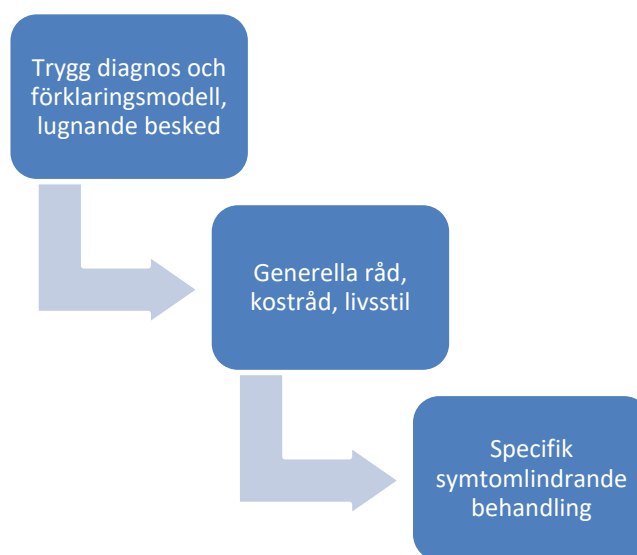 Trygg diagnos och
förklaringsmodell,
lugnande besked
Generella råd,
kostråd, livsstil
Specifik
symtomlindrande
behandling